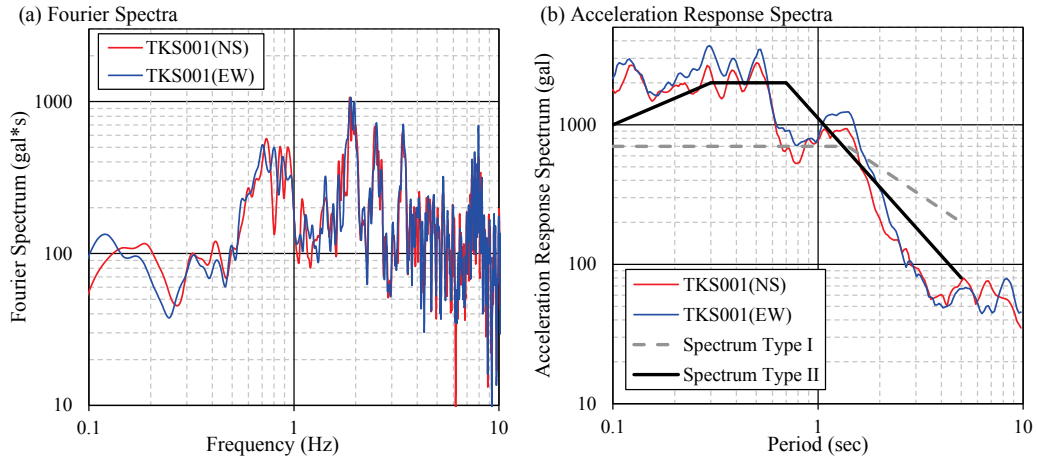 (a) Fourier Spectra
TKS001(NS)
TKS001(EW)
1000
100
10
0.1
1
10
Fourier Spectrum (gal*s)
Frequency (Hz)
(b) Acceleration Response Spectra
1000
100
10
TKS001(NS)
TKS001(EW)
Spectrum Type I
Spectrum Type II
0.1
1
10
Acceleration Response Spectrum (gal)
Period (sec)